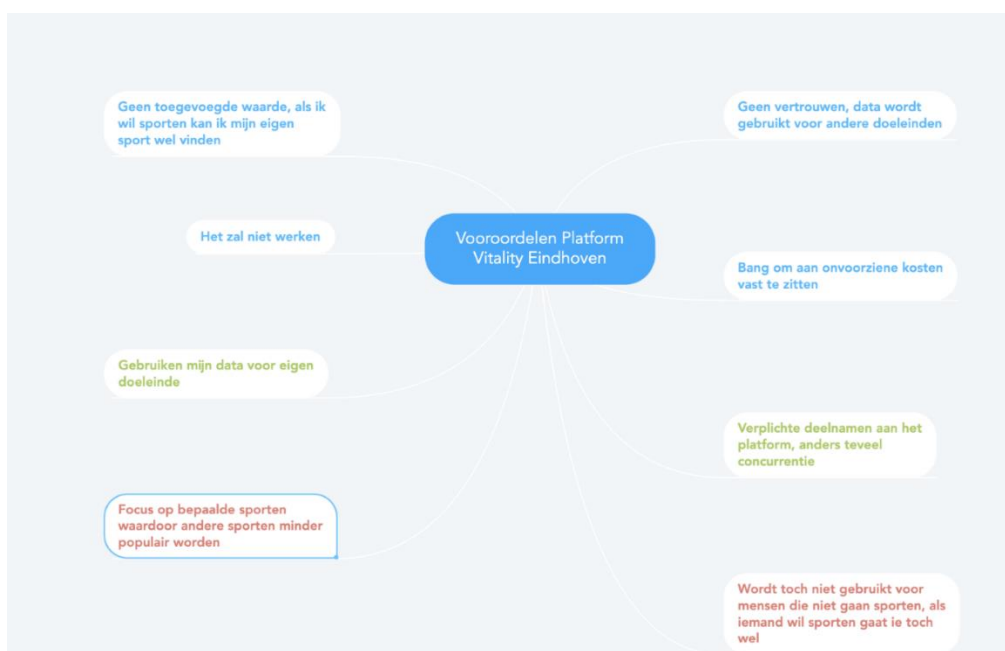 Geen toegevoegde waarde, als ik
wil sporten kan ik mijn eigen
sport wel vinden
Het zal niet werken
Gebruiken mijn data voor eigen
doeleinde
Focus op bepaalde sporten
waardoor andere sporten minder
populair worden
Vooroordelen Platform
Vitality Eindhoven
Geen vertrouwen, data wordt
gebruikt voor andere doeleinden
Bang om aan onvoorziene kosten
vast te zitten
Verplichte deelnamen aan het
platform, anders teveel
concurrentie
Wordt toch niet gebruikt voor
mensen die niet gaan sporten, als
iemand wil sporten gaat ie toch
wel